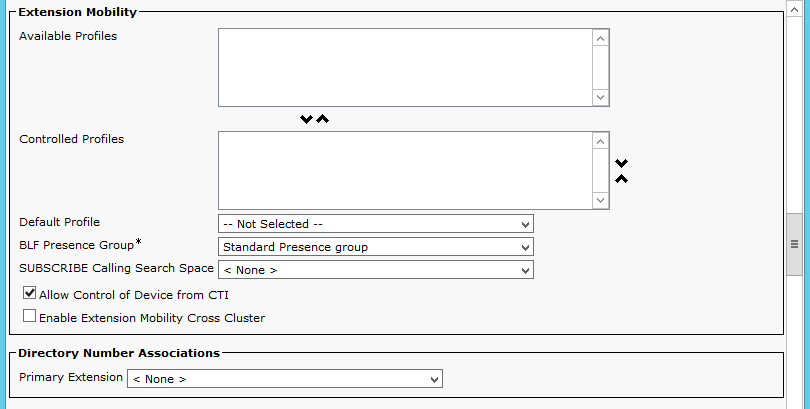 Extension Mobility
Available Profiles
Controlled Profiles
Default Profile -- Not Selected --
BLF Presence Group* Standard Presence group
SUBSCRIBE Calling Search Space < None >
Allow Control of Device from CTI
Enable Extension Mobility Cross Cluster
Directory Number Associations
Primary Extension < None >